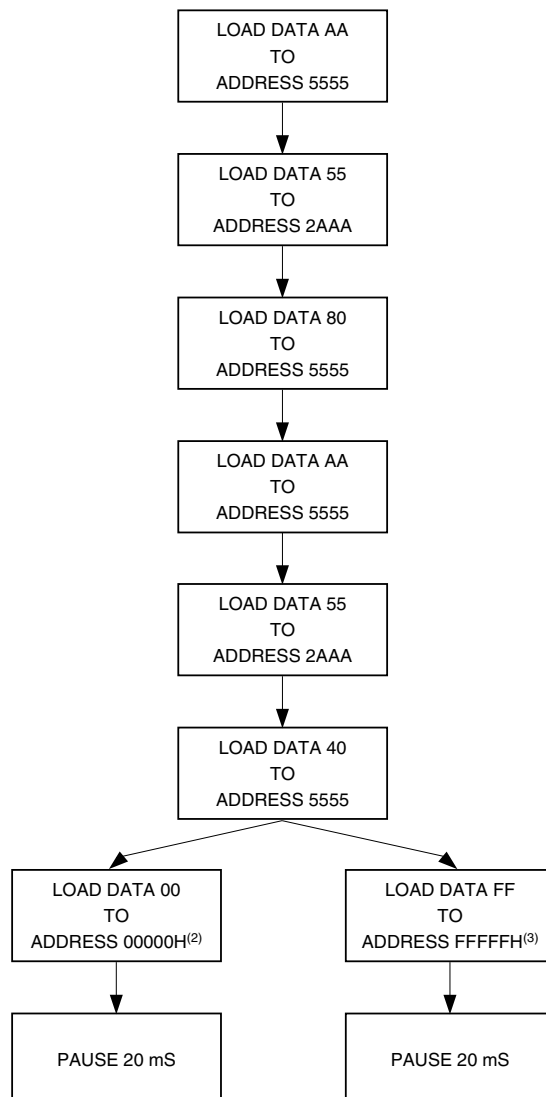 LOAD DATA AA
TO
ADDRESS 5555
LOAD DATA 55
TO
ADDRESS 2AAA
LOAD DATA 80
TO
ADDRESS 5555
LOAD DATA AA
TO
ADDRESS 5555
LOAD DATA 55
TO
ADDRESS 2AAA
LOAD DATA 40
TO
ADDRESS 5555
LOAD DATA 00
TO
ADDRESS 00000H(2)
LOAD DATA FF
TO
ADDRESS FFFFFH(3)
PAUSE 20 mS
PAUSE 20 mS